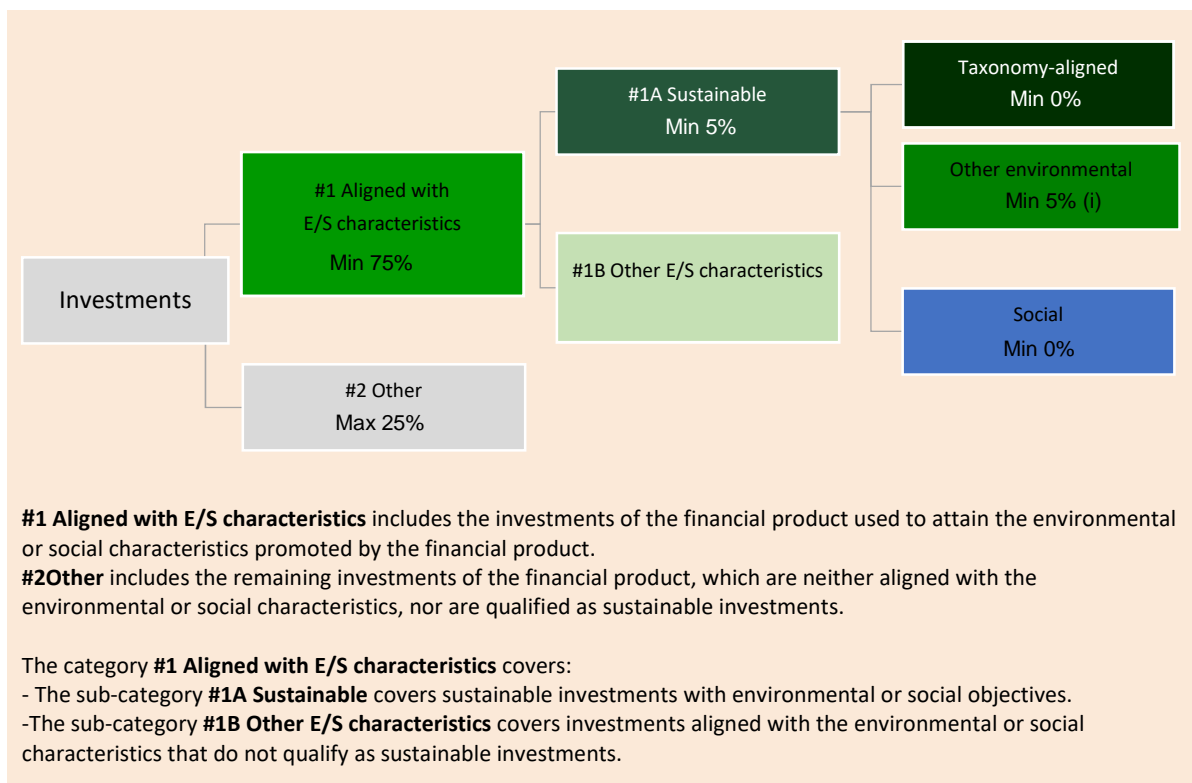 Investments
#1 Aligned with
E/S characteristics
Min 75%
#2 Other
Max 25%
#1A Sustainable
Min 5%
#1B Other E/S characteristics
Taxonomy-aligned
Min 0%
Other environmental
Min 5% (i)
Social
Min 0%
#1 Aligned with E/S characteristics includes the investments of the financial product used to attain the environmental
or social characteristics promoted by the financial product.
#2Other includes the remaining investments of the financial product, which are neither aligned with the
environmental or social characteristics, nor are qualified as sustainable investments.
The category #1 Aligned with E/S characteristics covers:
- The sub-category #1A Sustainable covers sustainable investments with environmental or social objectives.
-The sub-category #1B Other E/S characteristics covers investments aligned with the environmental or social
characteristics that do not qualify as sustainable investments.